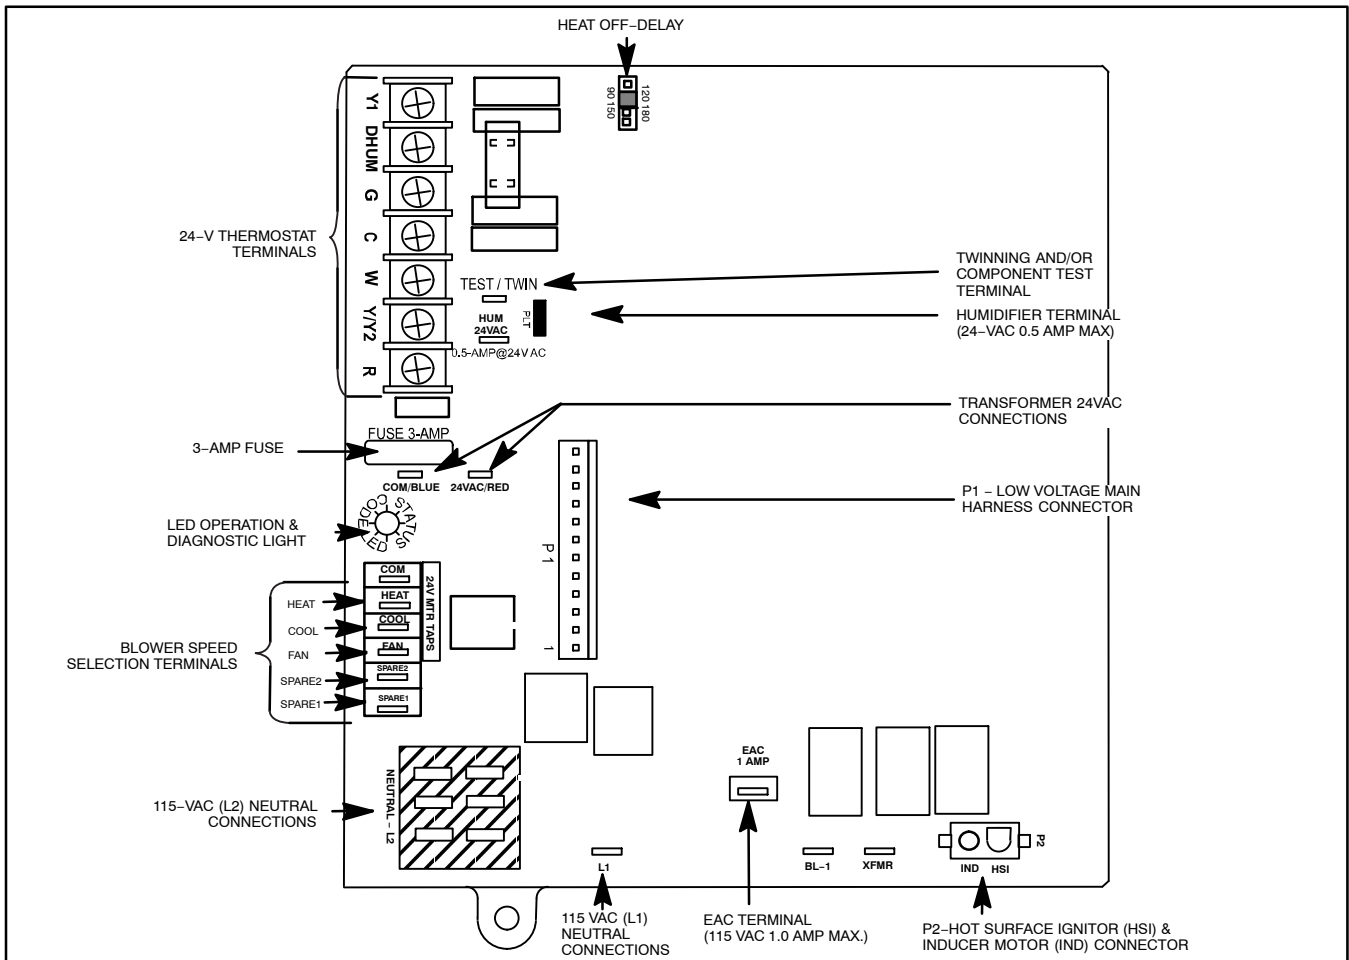 HEAT OFF-DELAY
120 180
90 150
Y1
DHUM
G
C
W
Y/Y2
R
24-V THERMOSTAT
TERMINALS
TEST / TWIN
HUM
24VAC
PLT
0.5-AMP@24VAC
TWINNING AND/OR
COMPONENT TEST
TERMINAL
HUMIDIFIER TERMINAL
(24-VAC 0.5 AMP MAX)
TRANSFORMER 24VAC
CONNECTIONS
FUSE 3-AMP
3-AMP FUSE
COM/BLUE
24VAC/RED
P1 - LOW VOLTAGE MAIN
HARNESS CONNECTOR
STATUS
CODE
LED
LED OPERATION &
DIAGNOSTIC LIGHT
P 1
1
COM
HEAT
COOL
FAN
SPARE2
SPARE1
24V MTR TAPS
HEAT
COOL
FAN
SPARE2
SPARE1
BLOWER SPEED
SELECTION TERMINALS
EAC
1 AMP
NEUTRAL - L2
115-VAC (L2) NEUTRAL
CONNECTIONS
L1
BL-1
XFMR
IND
HSI
P2
115 VAC (L1)
NEUTRAL
CONNECTIONS
EAC TERMINAL
(115 VAC 1.0 AMP MAX.)
P2-HOT SURFACE IGNITOR (HSI) &
INDUCER MOTOR (IND) CONNECTOR